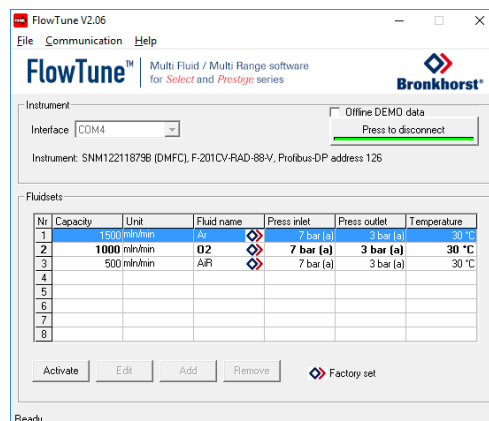 FlowTune V2.06
File Communication Help
FlowTune™ Multi Fluid / Multi Range software
for Select and Prestige series
Bronkhorst®
Instrument
Offline DEMO data
Interface COM4 Press to disconnect
Instrument: SNM12211879B (DMFC), F-201CV-RAD-88-V, Profibus-DP address 126
Fluidsets
Nr Capacity Unit Fluid name Press inlet Press outlet Temperature
1 1500 mln/min Ar 7 bar (a) 3 bar (a) 30 °C
2 1000 mln/min O2 7 bar (a) 3 bar (a) 30 °C
3 500 mln/min AiR 7 bar (a) 3 bar (a) 30 °C
4
5
6
7
8
Activate Edit Add Remove Factory set
Ready